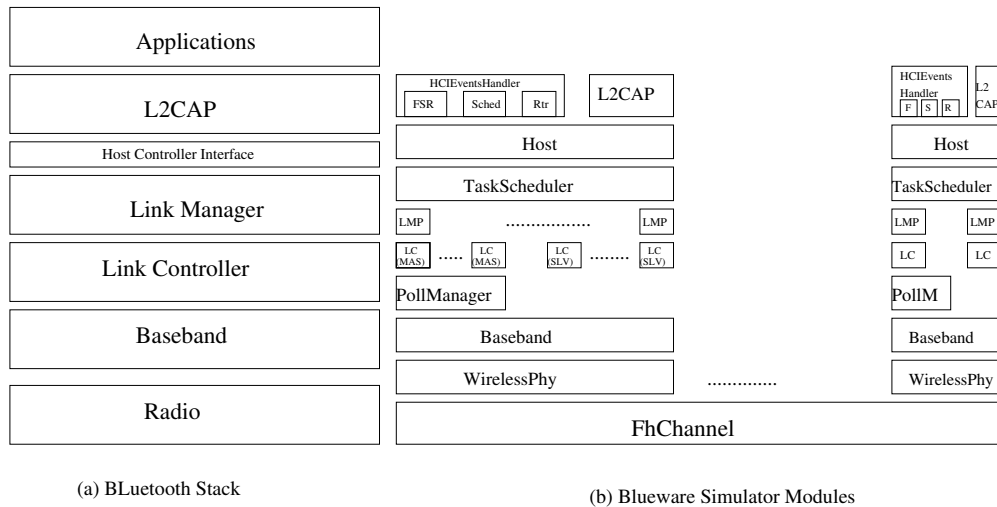 Applications
L2CAP
Host Controller Interface
Link Manager
Link Controller
Baseband
Radio
(a) BLuetooth Stack
HCIEventsHandler
FSR Sched Rtr
L2CAP
Host
TaskScheduler
LMP ................. LMP
LC (MAS) ..... LC (MAS) LC (SLV) ........ LC (SLV)
PollManager
Baseband
WirelessPhy
..............
HCIEvents
Handler
F S R
L2
CAP
Host
TaskScheduler
LMP LMP
LC LC
PollM
Baseband
WirelessPhy
FhChannel
(b) Blueware Simulator Modules